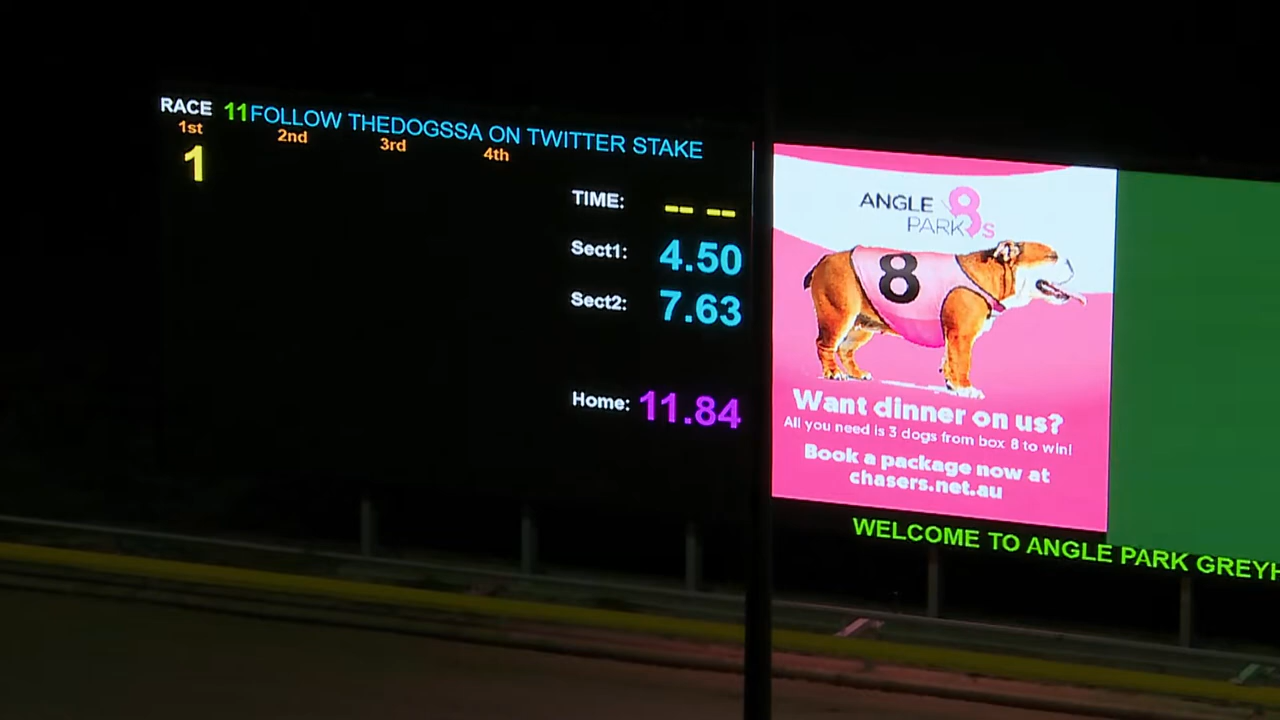 RACE 11 FOLLOW THEDOGSSA ON TWITTER STAKE
1st 2nd 3rd 4th
1
TIME: -- --
Sect1: 4.50
Sect2: 7.63
Home: 11.84
ANGLE
PARK 8s
8
Want dinner on us?
All you need is 3 dogs from box 8 to win!
Book a package now at
chasers.net.au
WELCOME TO ANGLE PARK GREYH